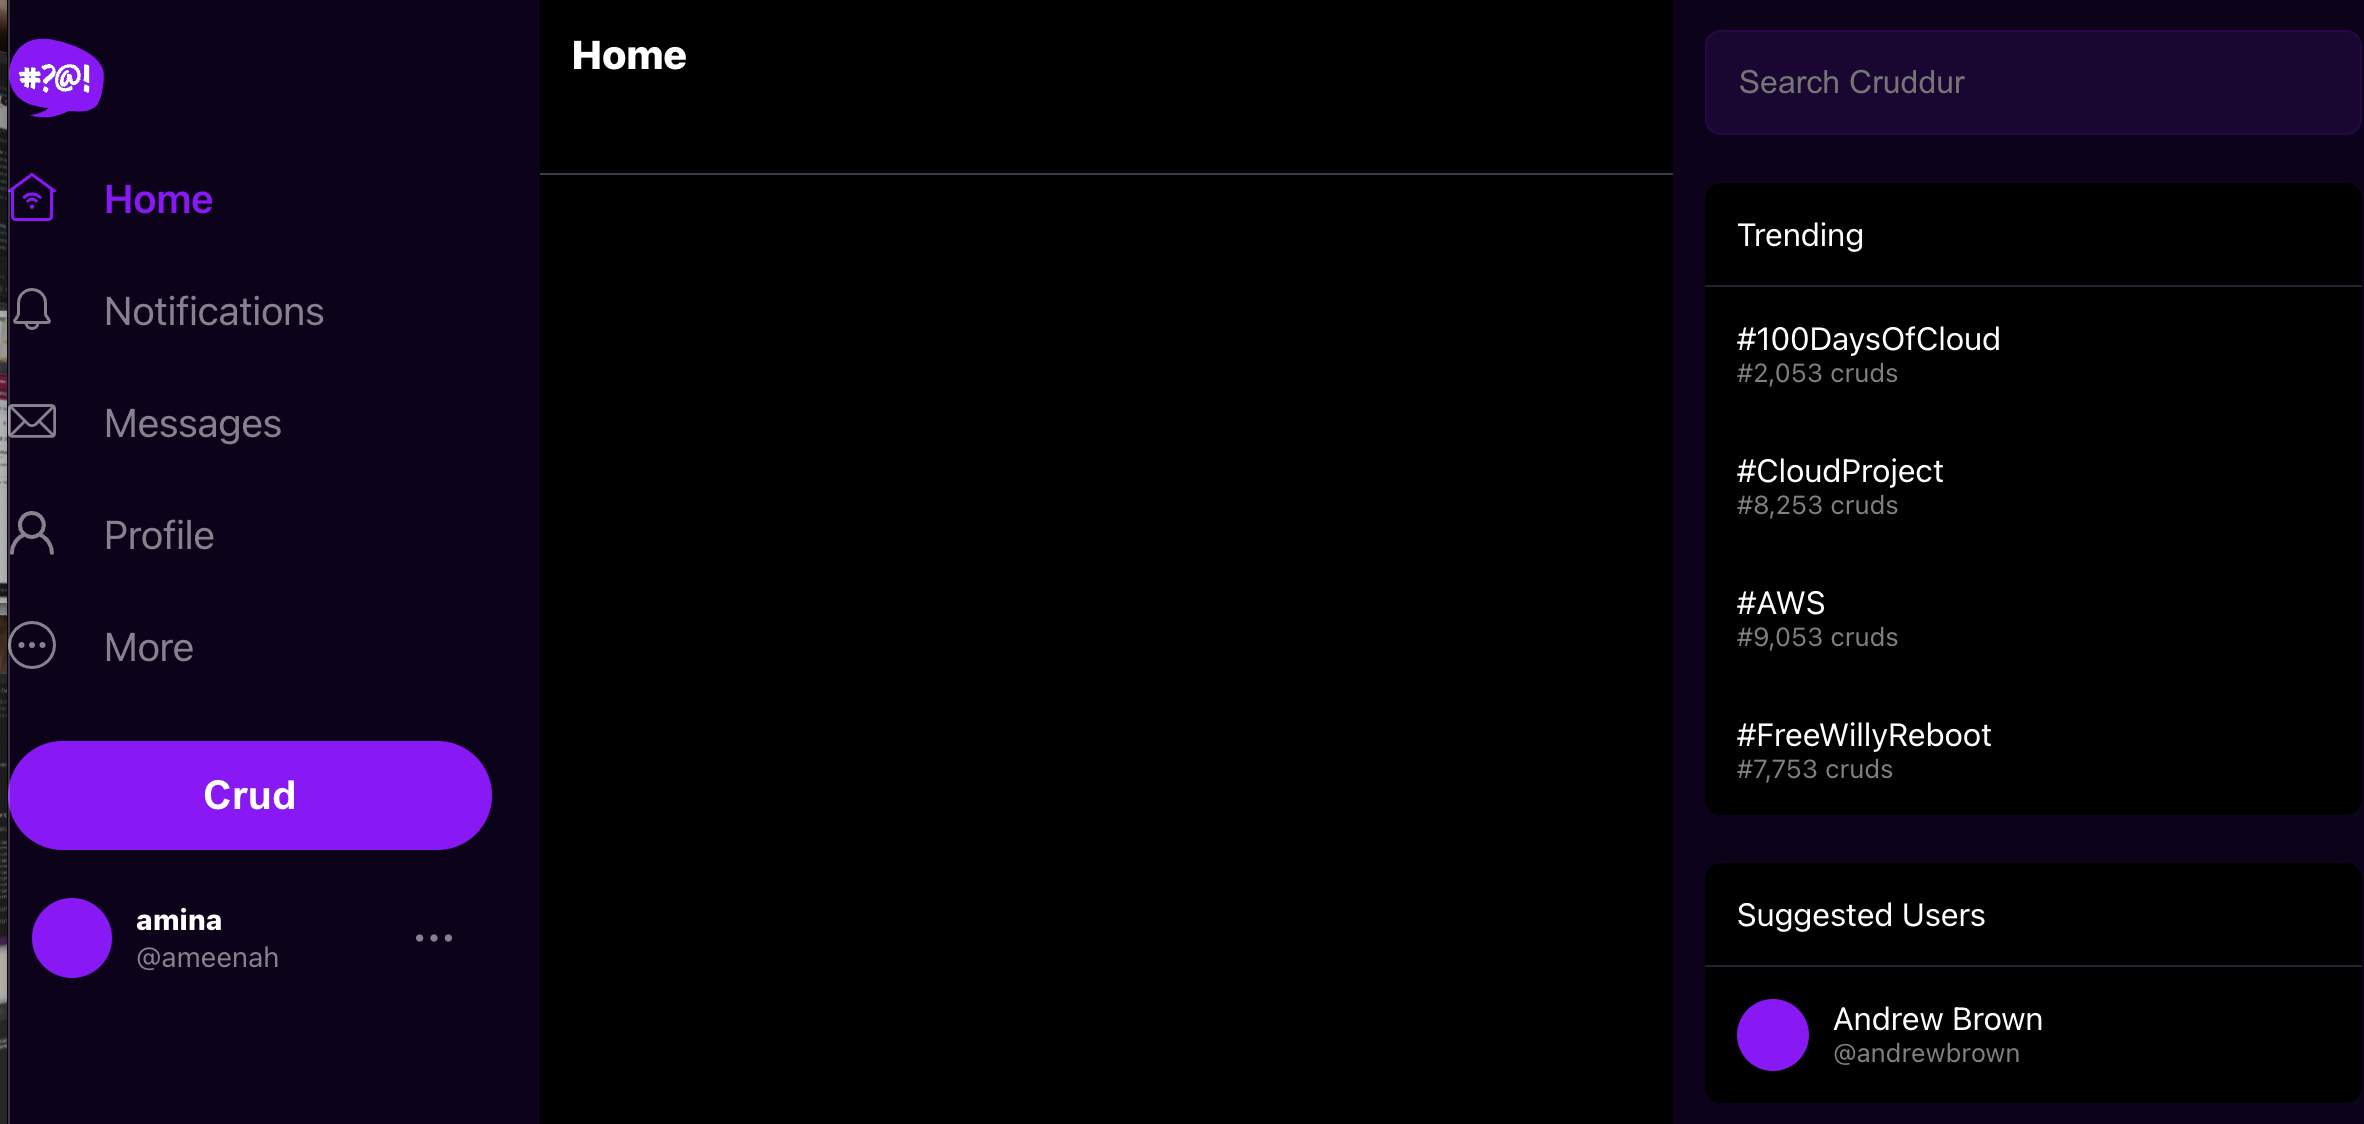 #?@!
Home
Notifications
Messages
Profile
More
Crud
amina
@ameenah
Home
Search Cruddur
Trending
#100DaysOfCloud
#2,053 cruds
#CloudProject
#8,253 cruds
#AWS
#9,053 cruds
#FreeWillyReboot
#7,753 cruds
Suggested Users
Andrew Brown
@andrewbrown